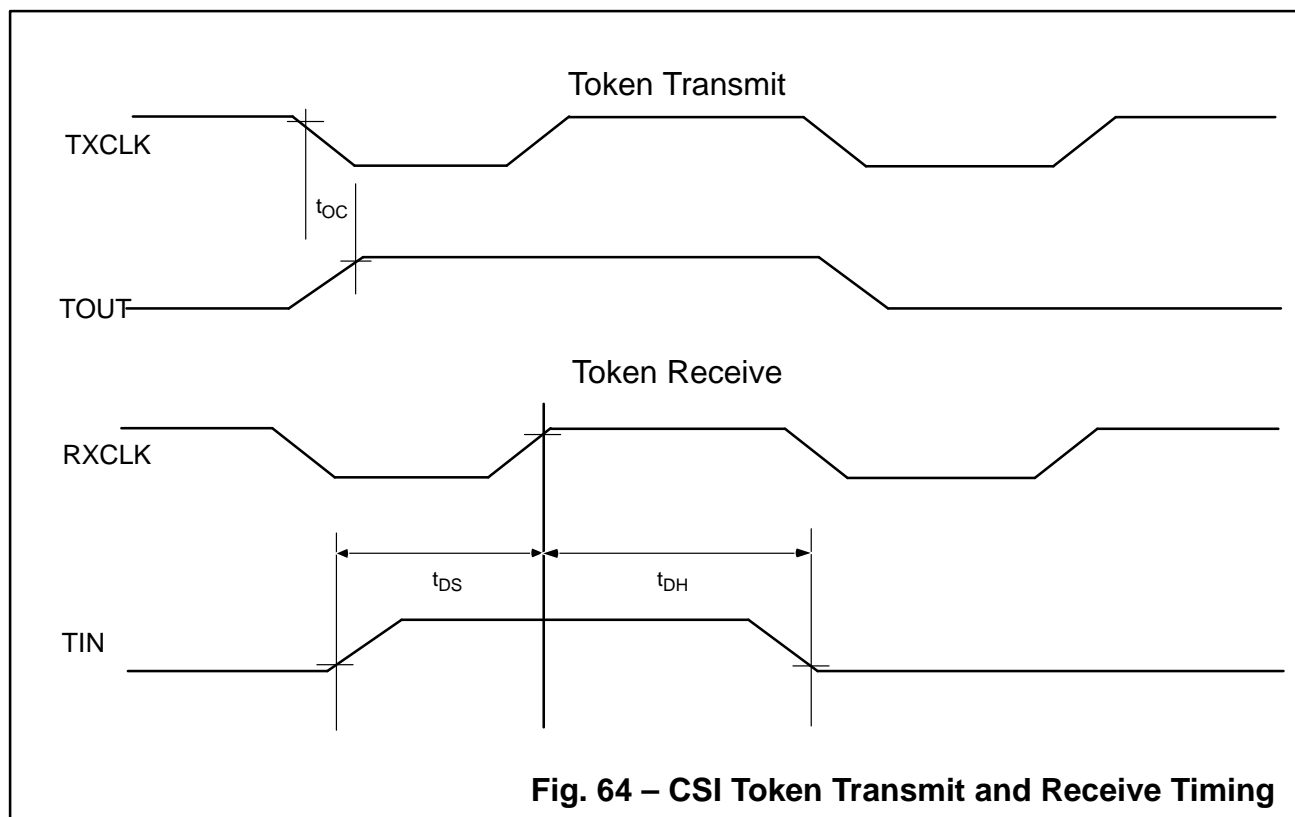 Token Transmit
TXCLK
tOC
TOUT
Token Receive
RXCLK
tDS
tDH
TIN
Fig. 64 – CSI Token Transmit and Receive Timing